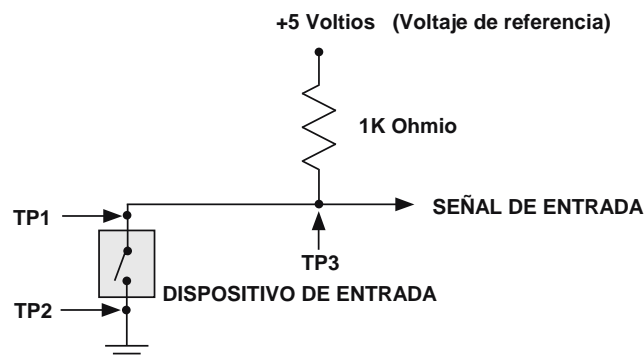 +5 Voltios (Voltaje de referencia)
1K Ohmio
SEÑAL DE ENTRADA
TP1
TP3
DISPOSITIVO DE ENTRADA
TP2